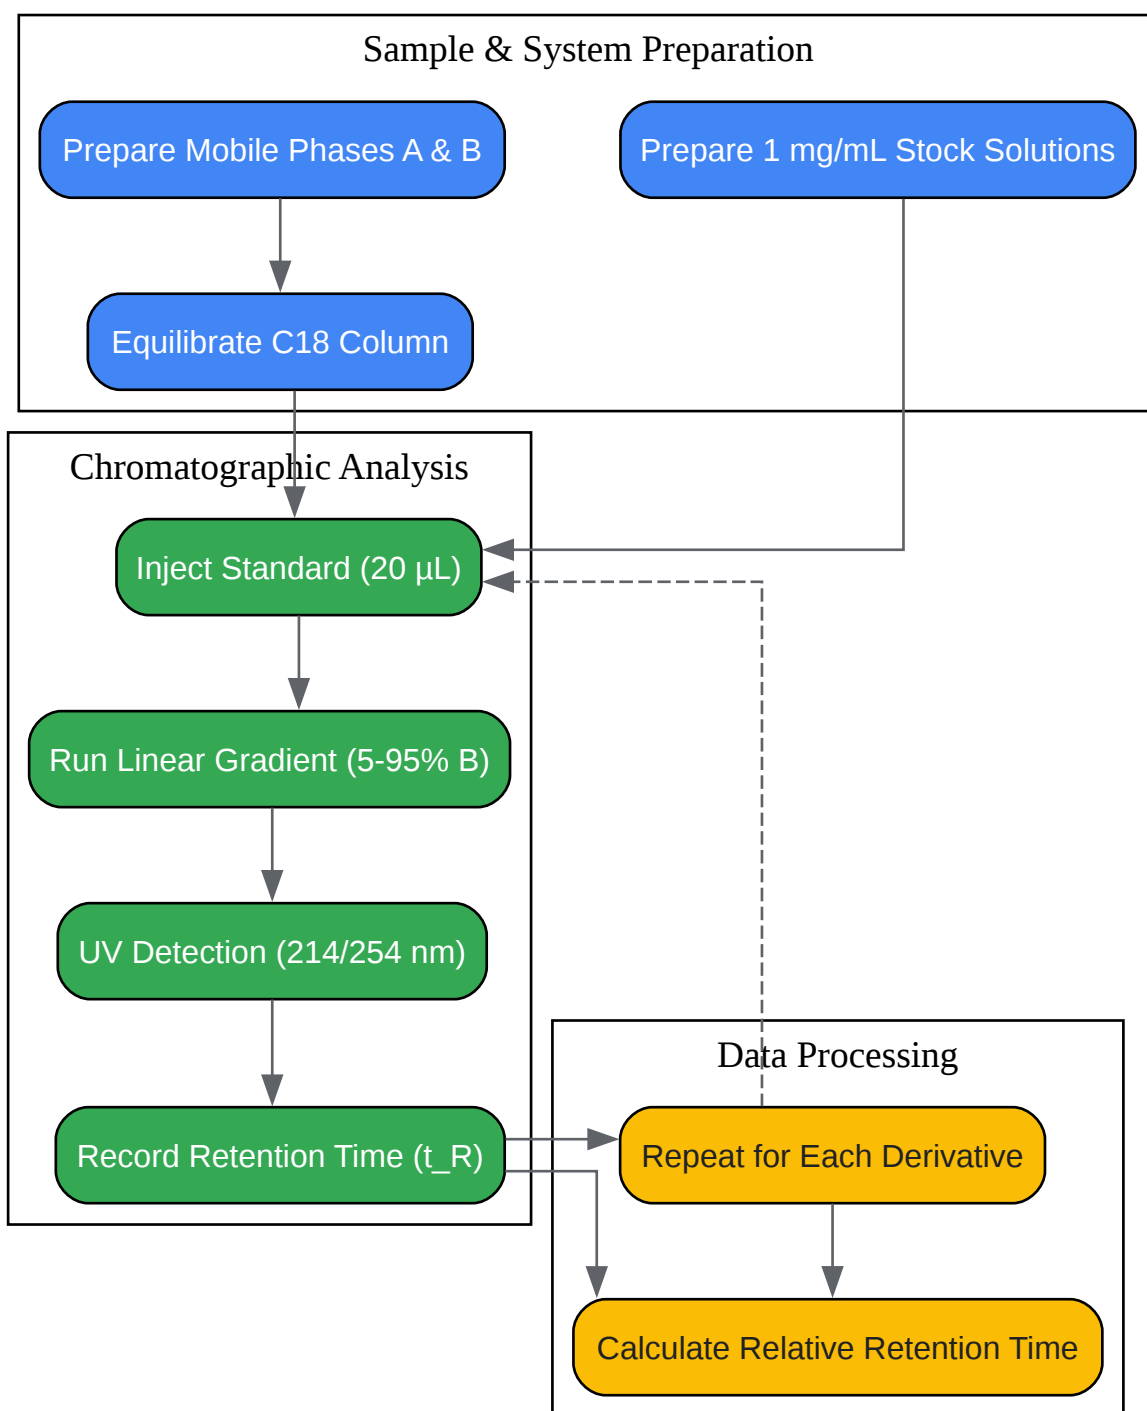 Sample & System Preparation
Prepare Mobile Phases A & B
Prepare 1 mg/mL Stock Solutions
Equilibrate C18 Column
Chromatographic Analysis
Inject Standard (20 µL)
Run Linear Gradient (5-95% B)
UV Detection (214/254 nm)
Record Retention Time (t_R)
Data Processing
Repeat for Each Derivative
Calculate Relative Retention Time